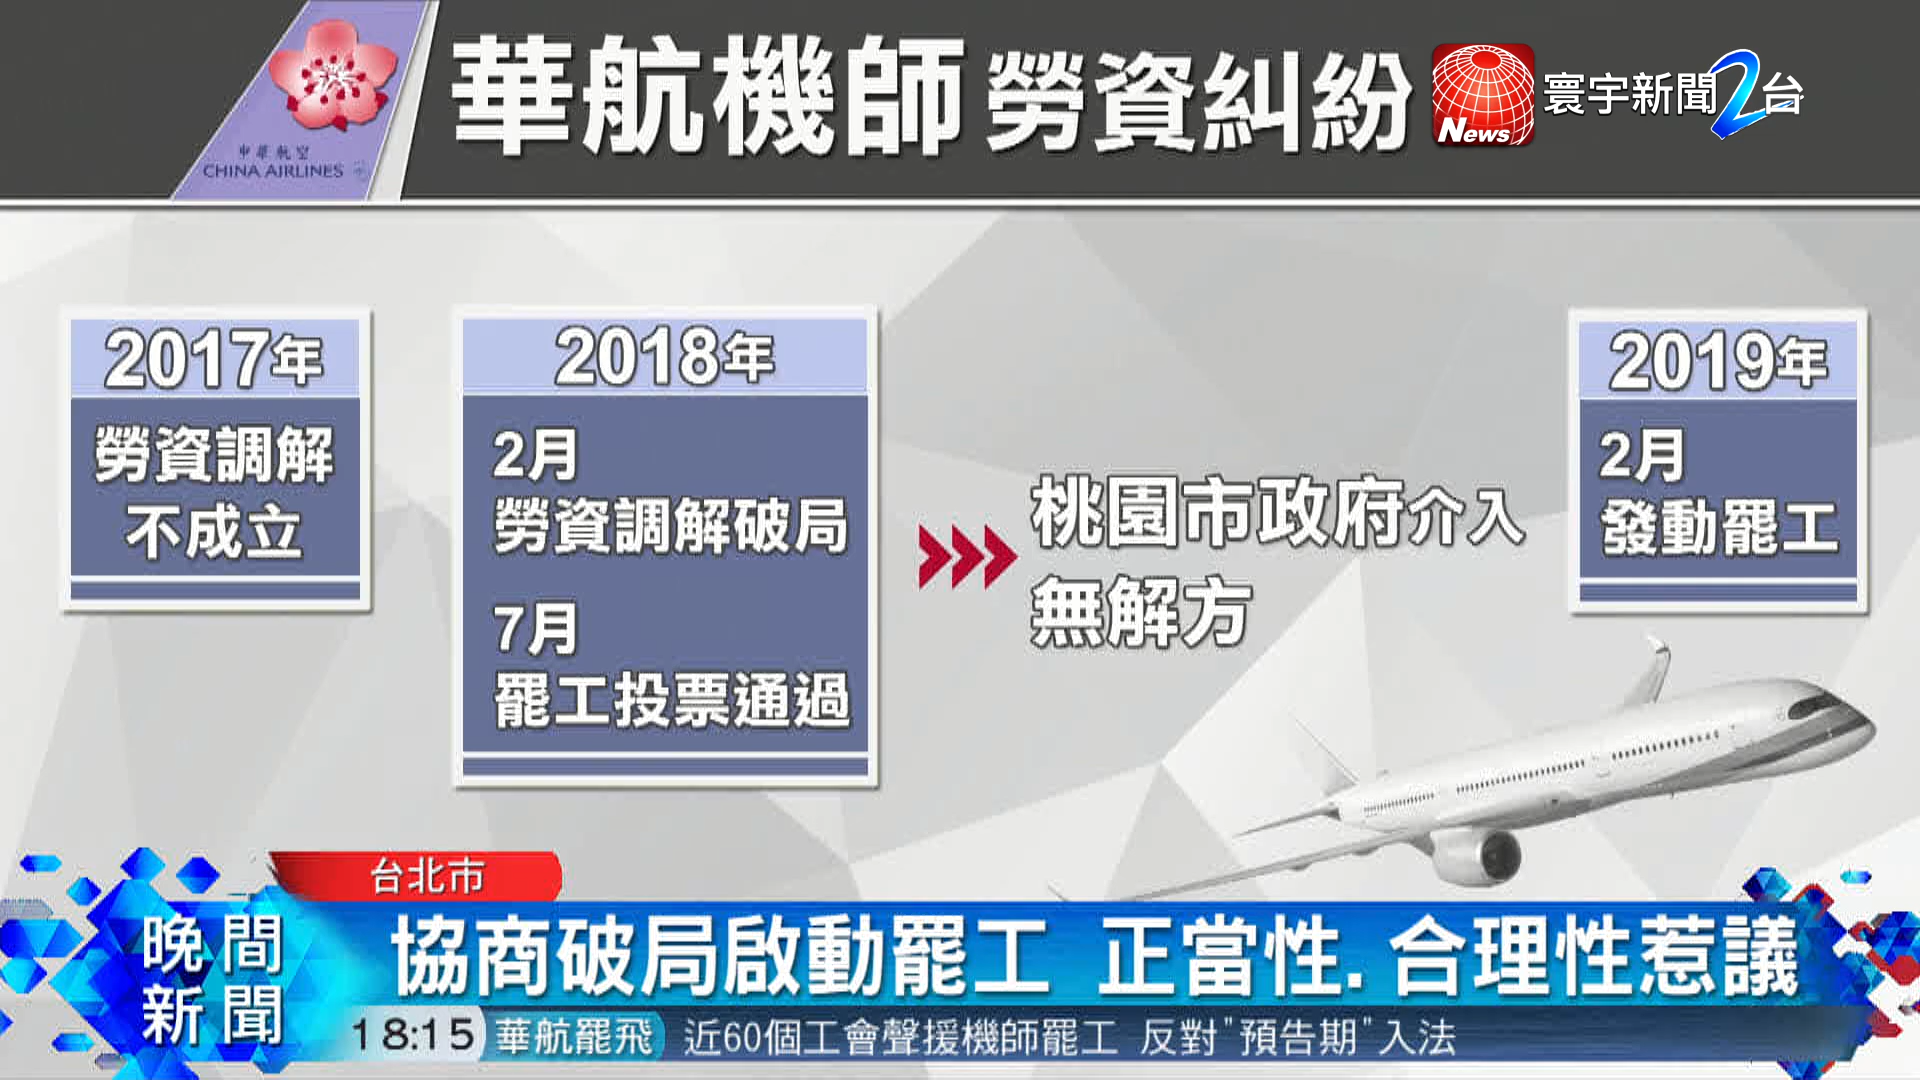 華航機師 勞資糾紛
News
寰宇新聞2台
中華航空
CHINA AIRLINES
2017年
勞資調解
不成立
2018年
2月
勞資調解破局
7月
罷工投票通過
桃園市政府介入
無解方
2019年
2月
發動罷工
台北市
晚間
新聞
協商破局啟動罷工 正當性.合理性惹議
18:15
華航罷飛
近60個工會聲援機師罷工 反對"預告期"入法